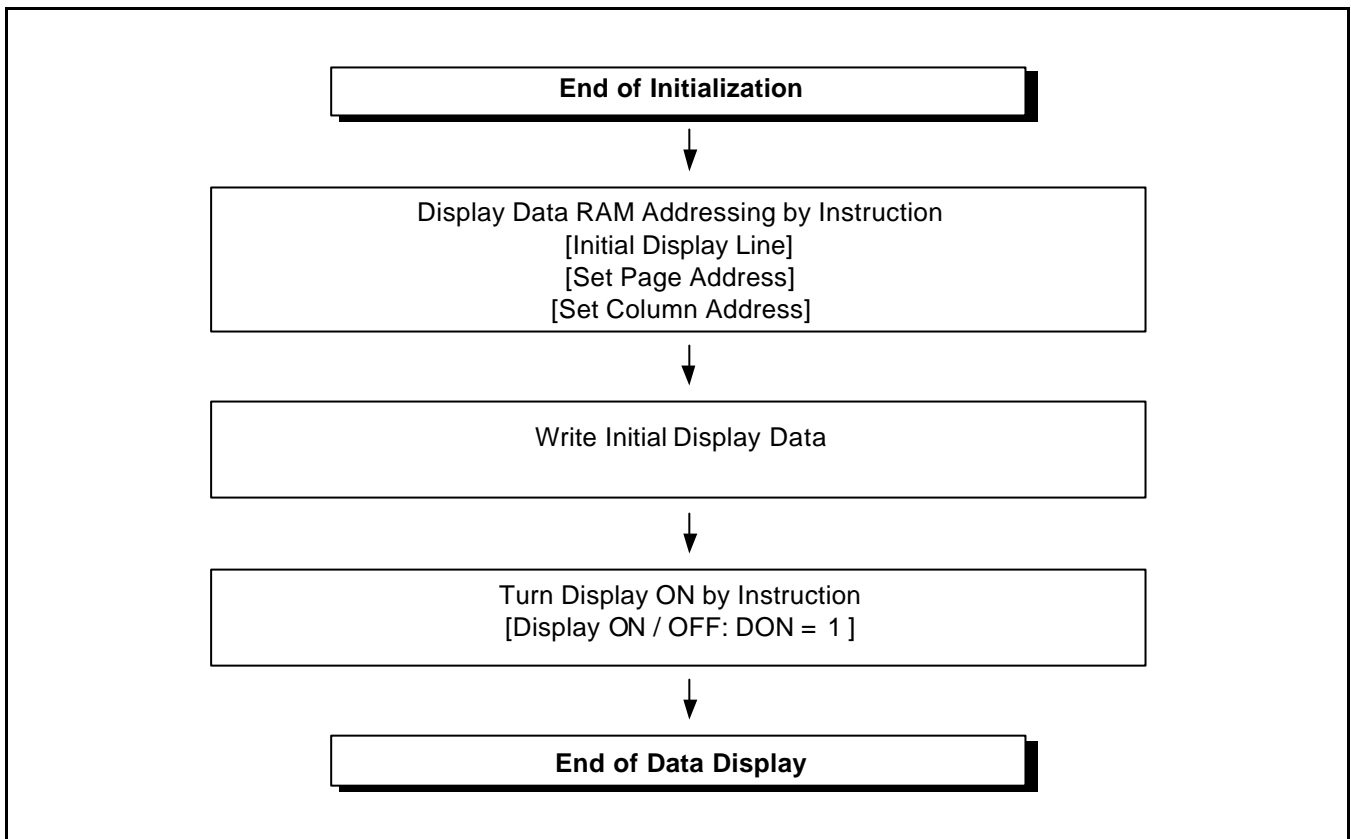 End of Initialization
Display Data RAM Addressing by Instruction
[Initial Display Line]
[Set Page Address]
[Set Column Address]
Write Initial Display Data
Turn Display ON by Instruction
[Display ON / OFF: DON = 1 ]
End of Data Display